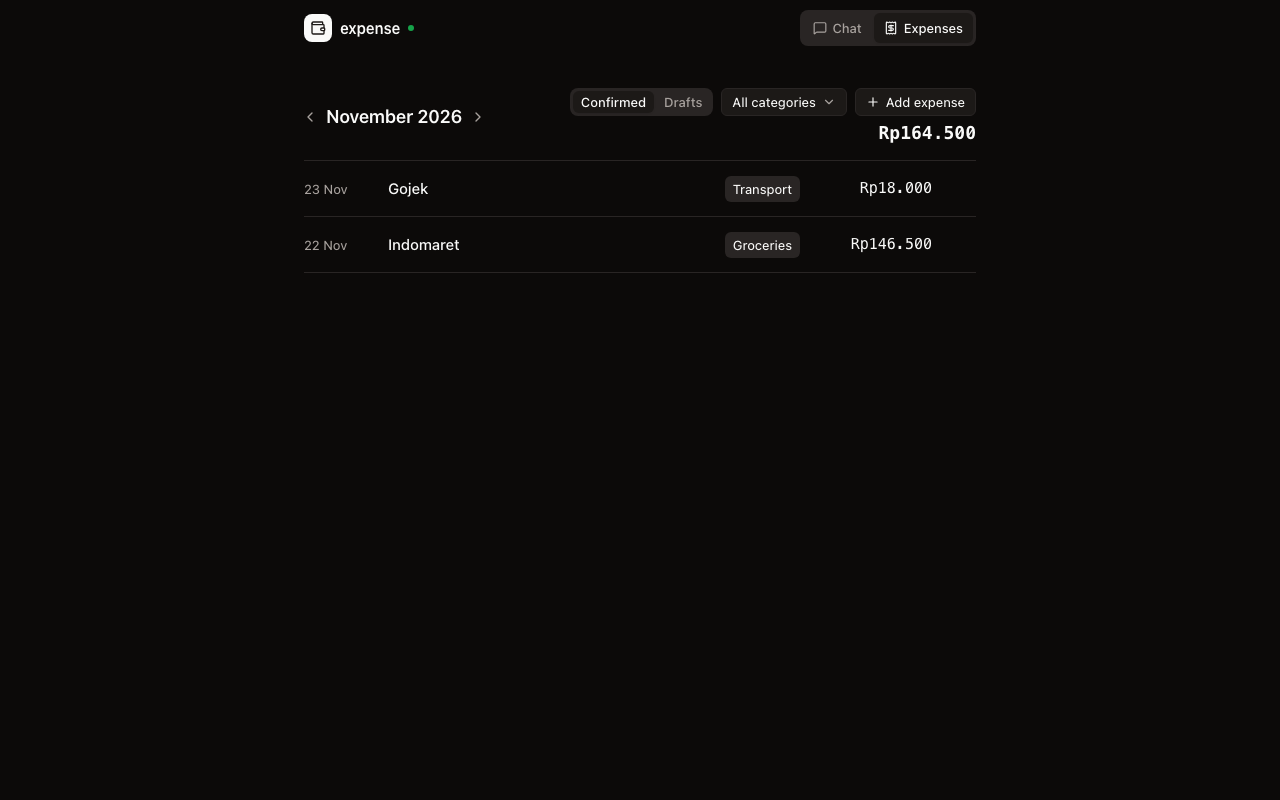 expense
Chat Expenses
November 2026
Confirmed Drafts All categories Add expense
Rp164.500
23 Nov Gojek Transport Rp18.000
22 Nov Indomaret Groceries Rp146.500